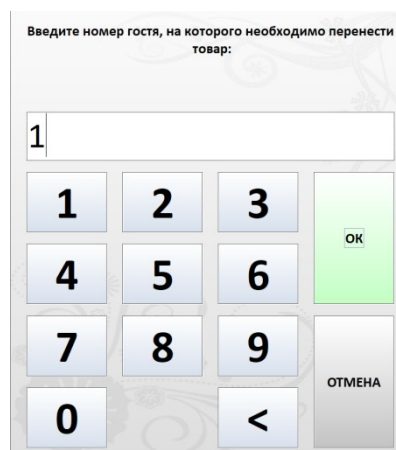 Введите номер гостя, на которого необходимо перенести
товар:
1
1 2 3
ОК
4 5 6
7 8 9
ОТМЕНА
0 <